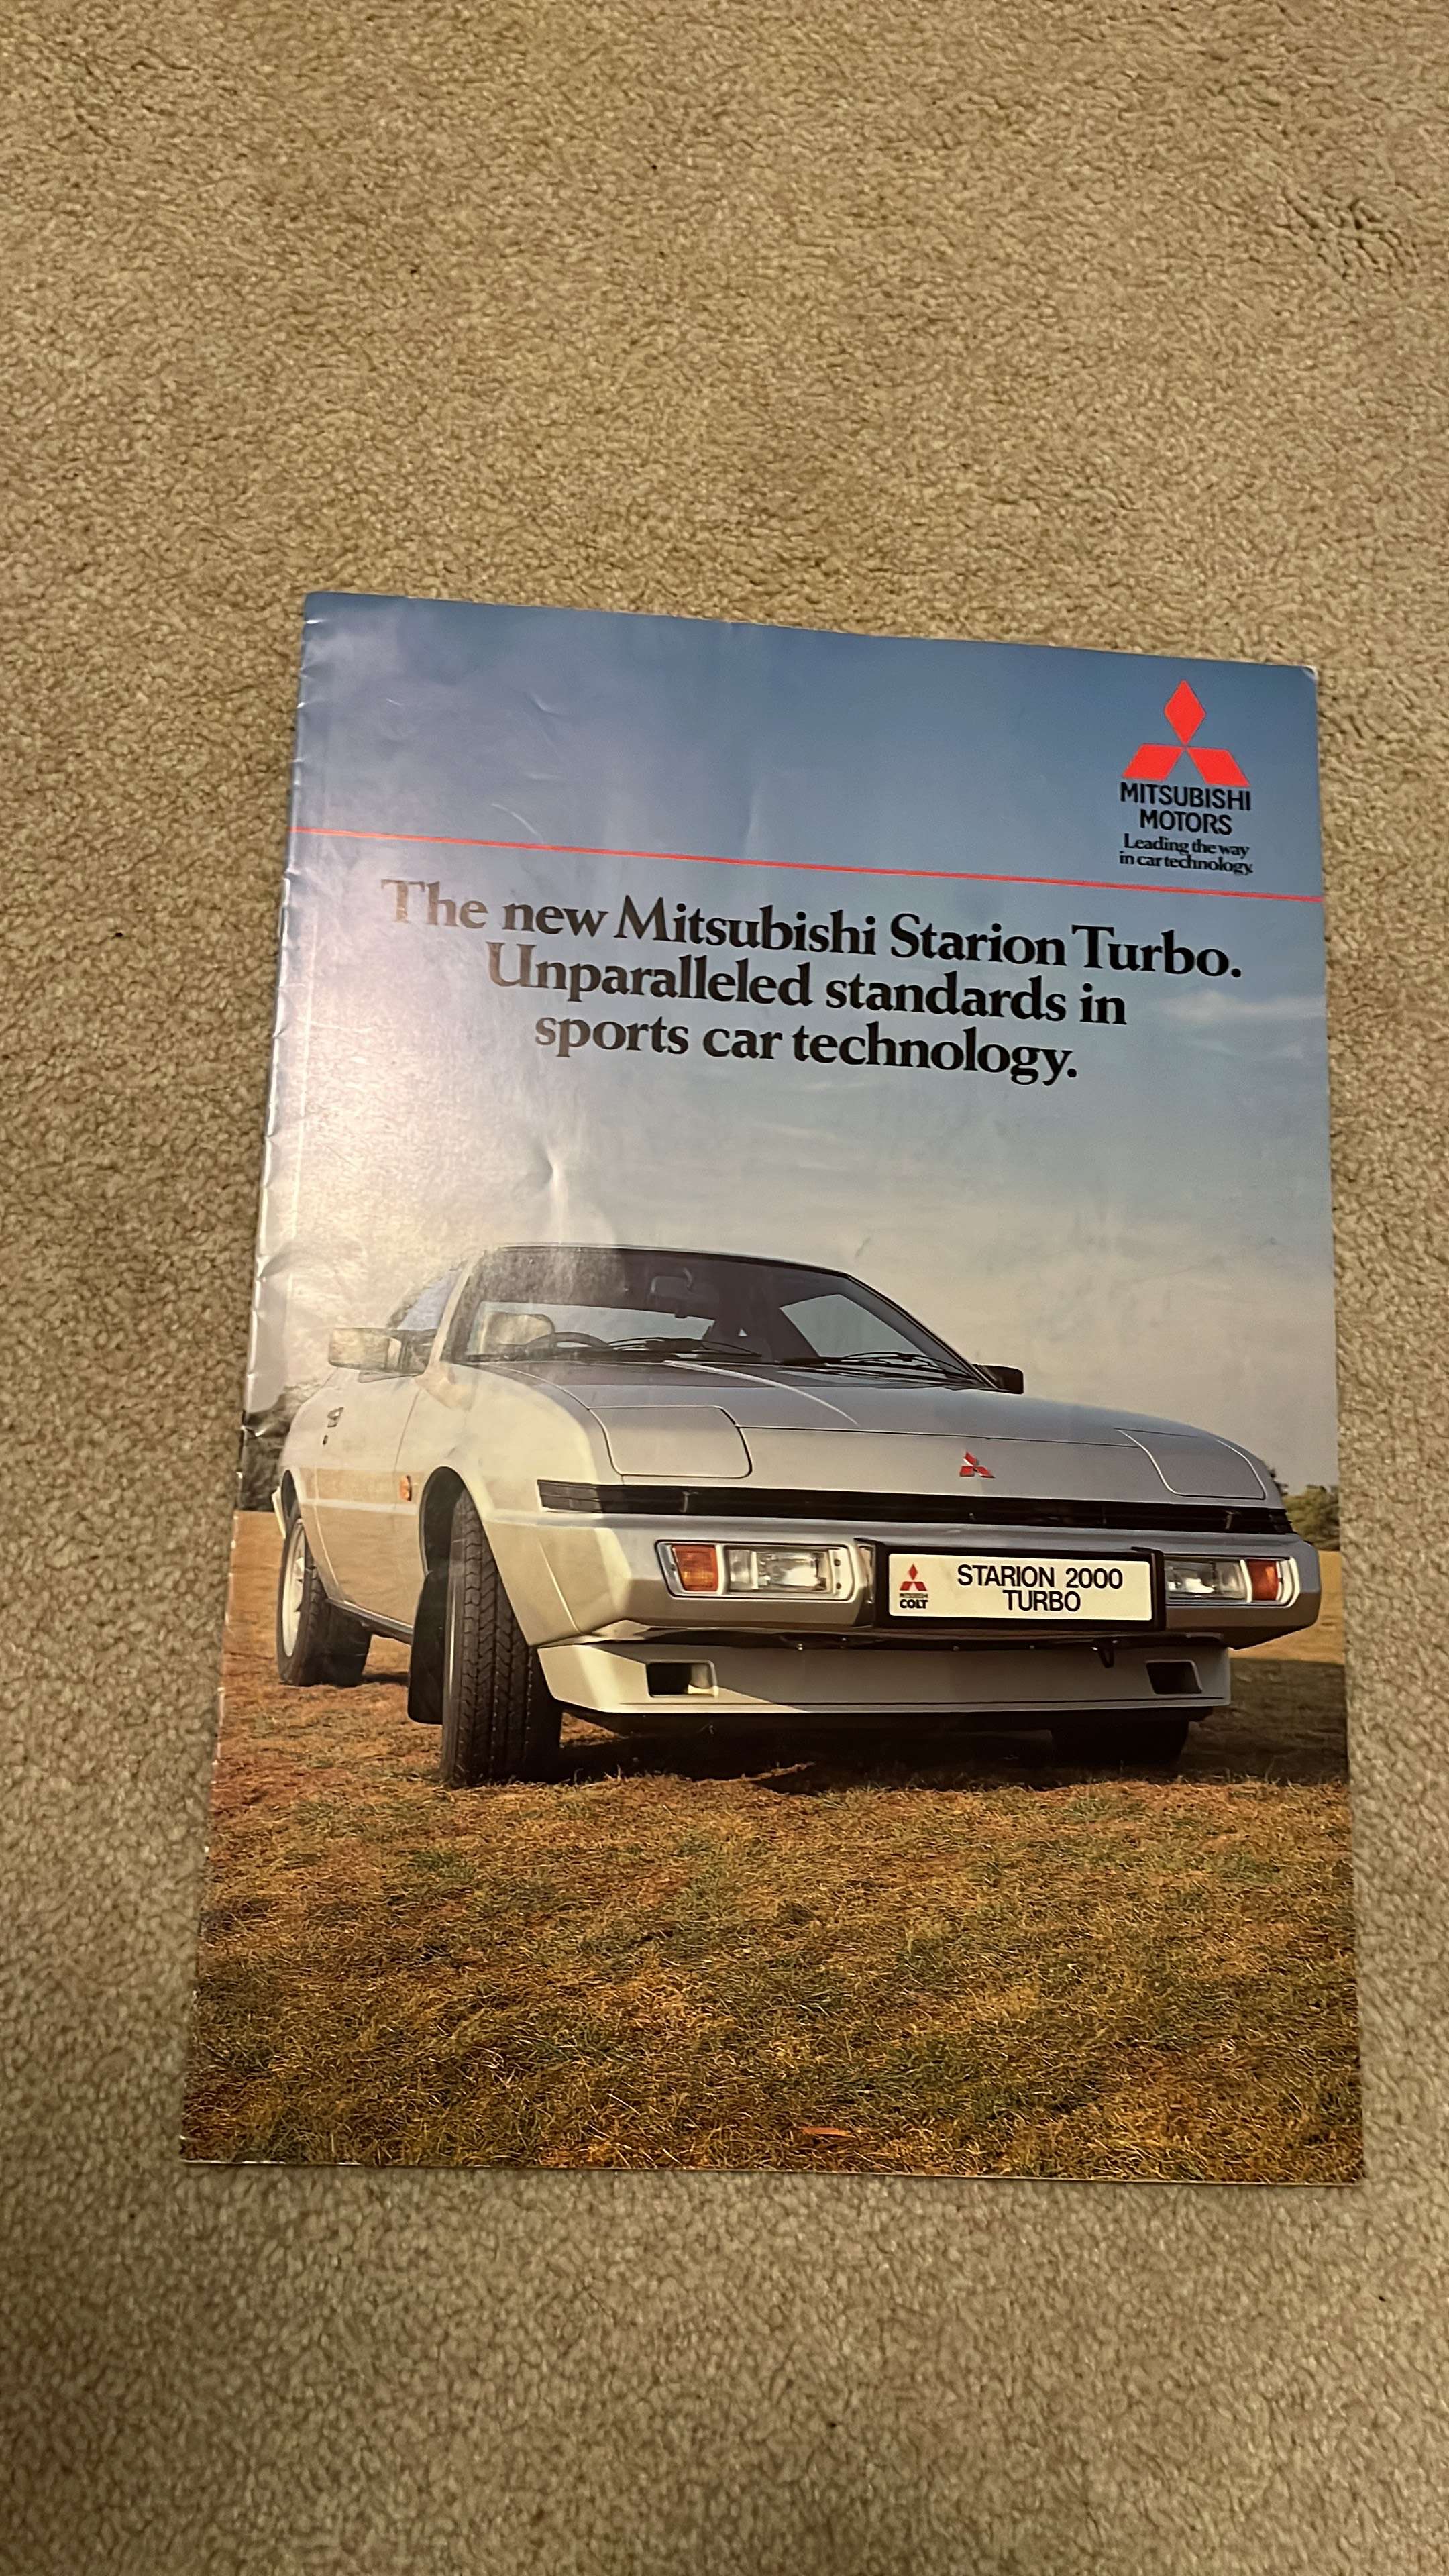 MITSUBISHI
MOTORS
Leading the way
in car technology.
The new Mitsubishi Starion Turbo.
Unparalleled standards in
sports car technology.
STARION 2000
TURBO
COLT